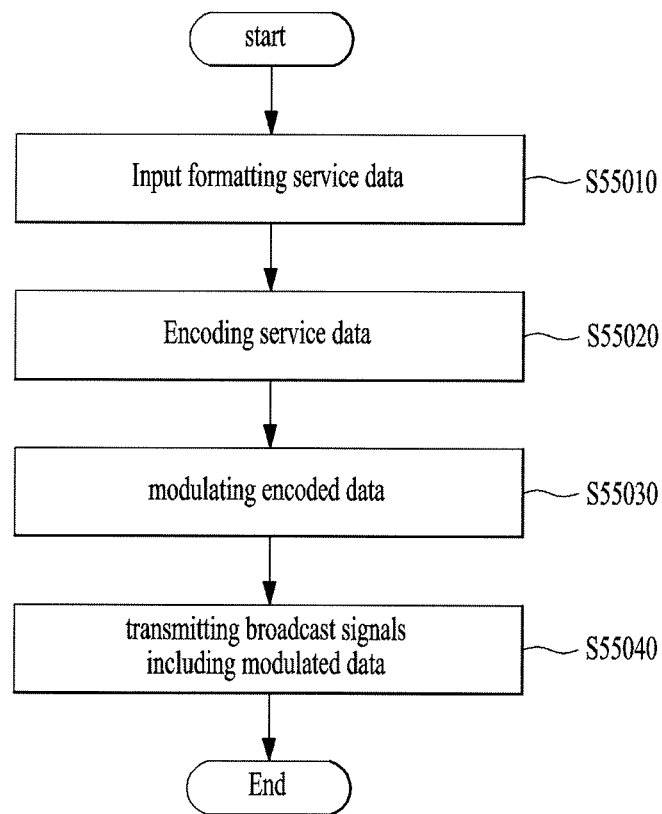 start
Input formatting service data
S55010
Encoding service data
S55020
modulating encoded data
S55030
transmitting broadcast signals
including modulated data
S55040
End